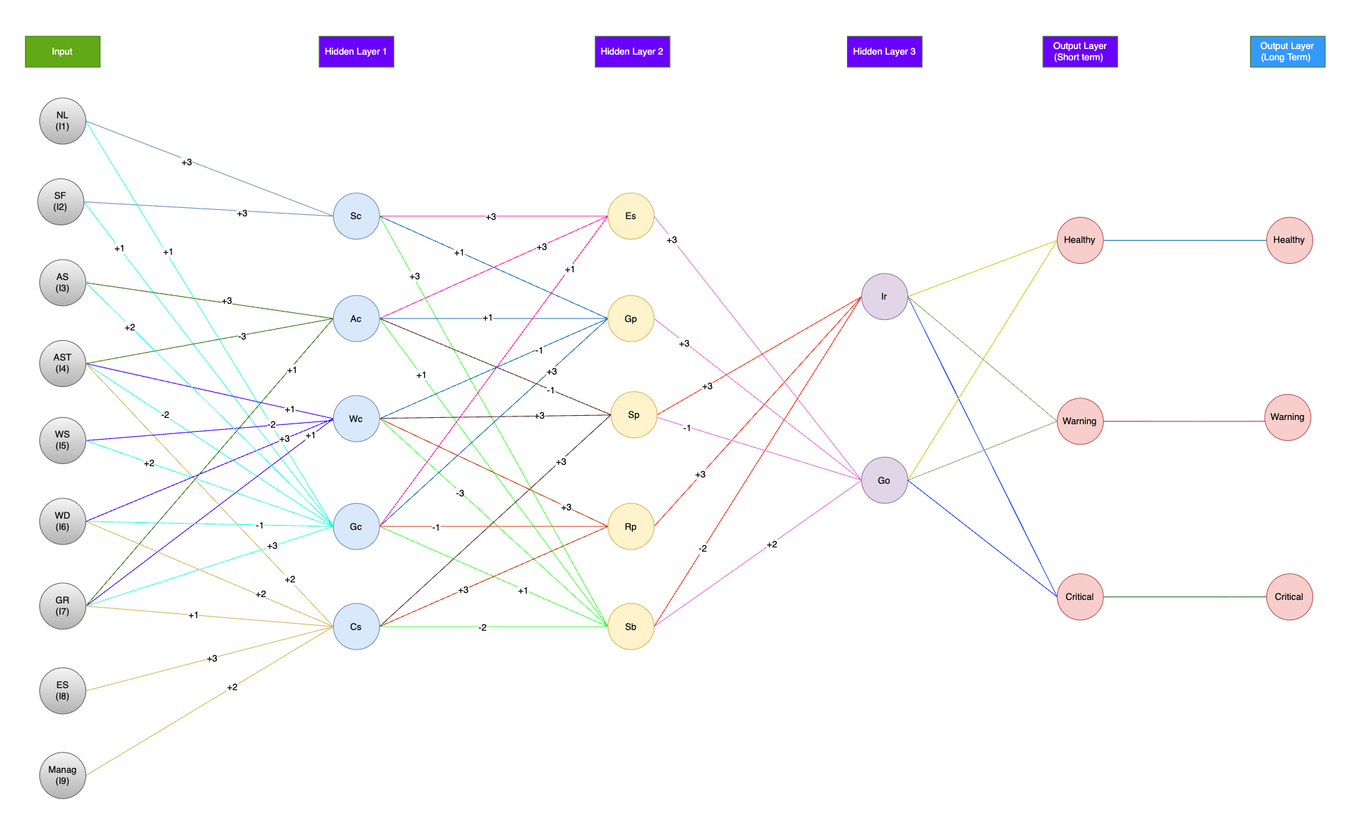 Input
Hidden Layer 1
Hidden Layer 2
Hidden Layer 3
Output Layer
(Short term)
Output Layer
(Long Term)
NL
(I1)
SF
(I2)
AS
(I3)
AST
(I4)
WS
(I5)
WD
(I6)
GR
(I7)
ES
(I8)
Manag
(I9)
+3
+3
+1
+1
+3
+2
-3
+1
-2
+1
-2
+3
+1
+2
-1
+3
+2
+2
+1
+3
+2
Sc
Ac
Wc
Gc
Cs
+3
+3
+1
+1
+3
+1
-1
+3
+1
-1
+3
+3
-3
+3
-1
+3
+1
-2
Es
Gp
Sp
Rp
Sb
+3
+3
+3
-1
+3
-2
+2
Ir
Go
Healthy
Warning
Critical
Healthy
Warning
Critical